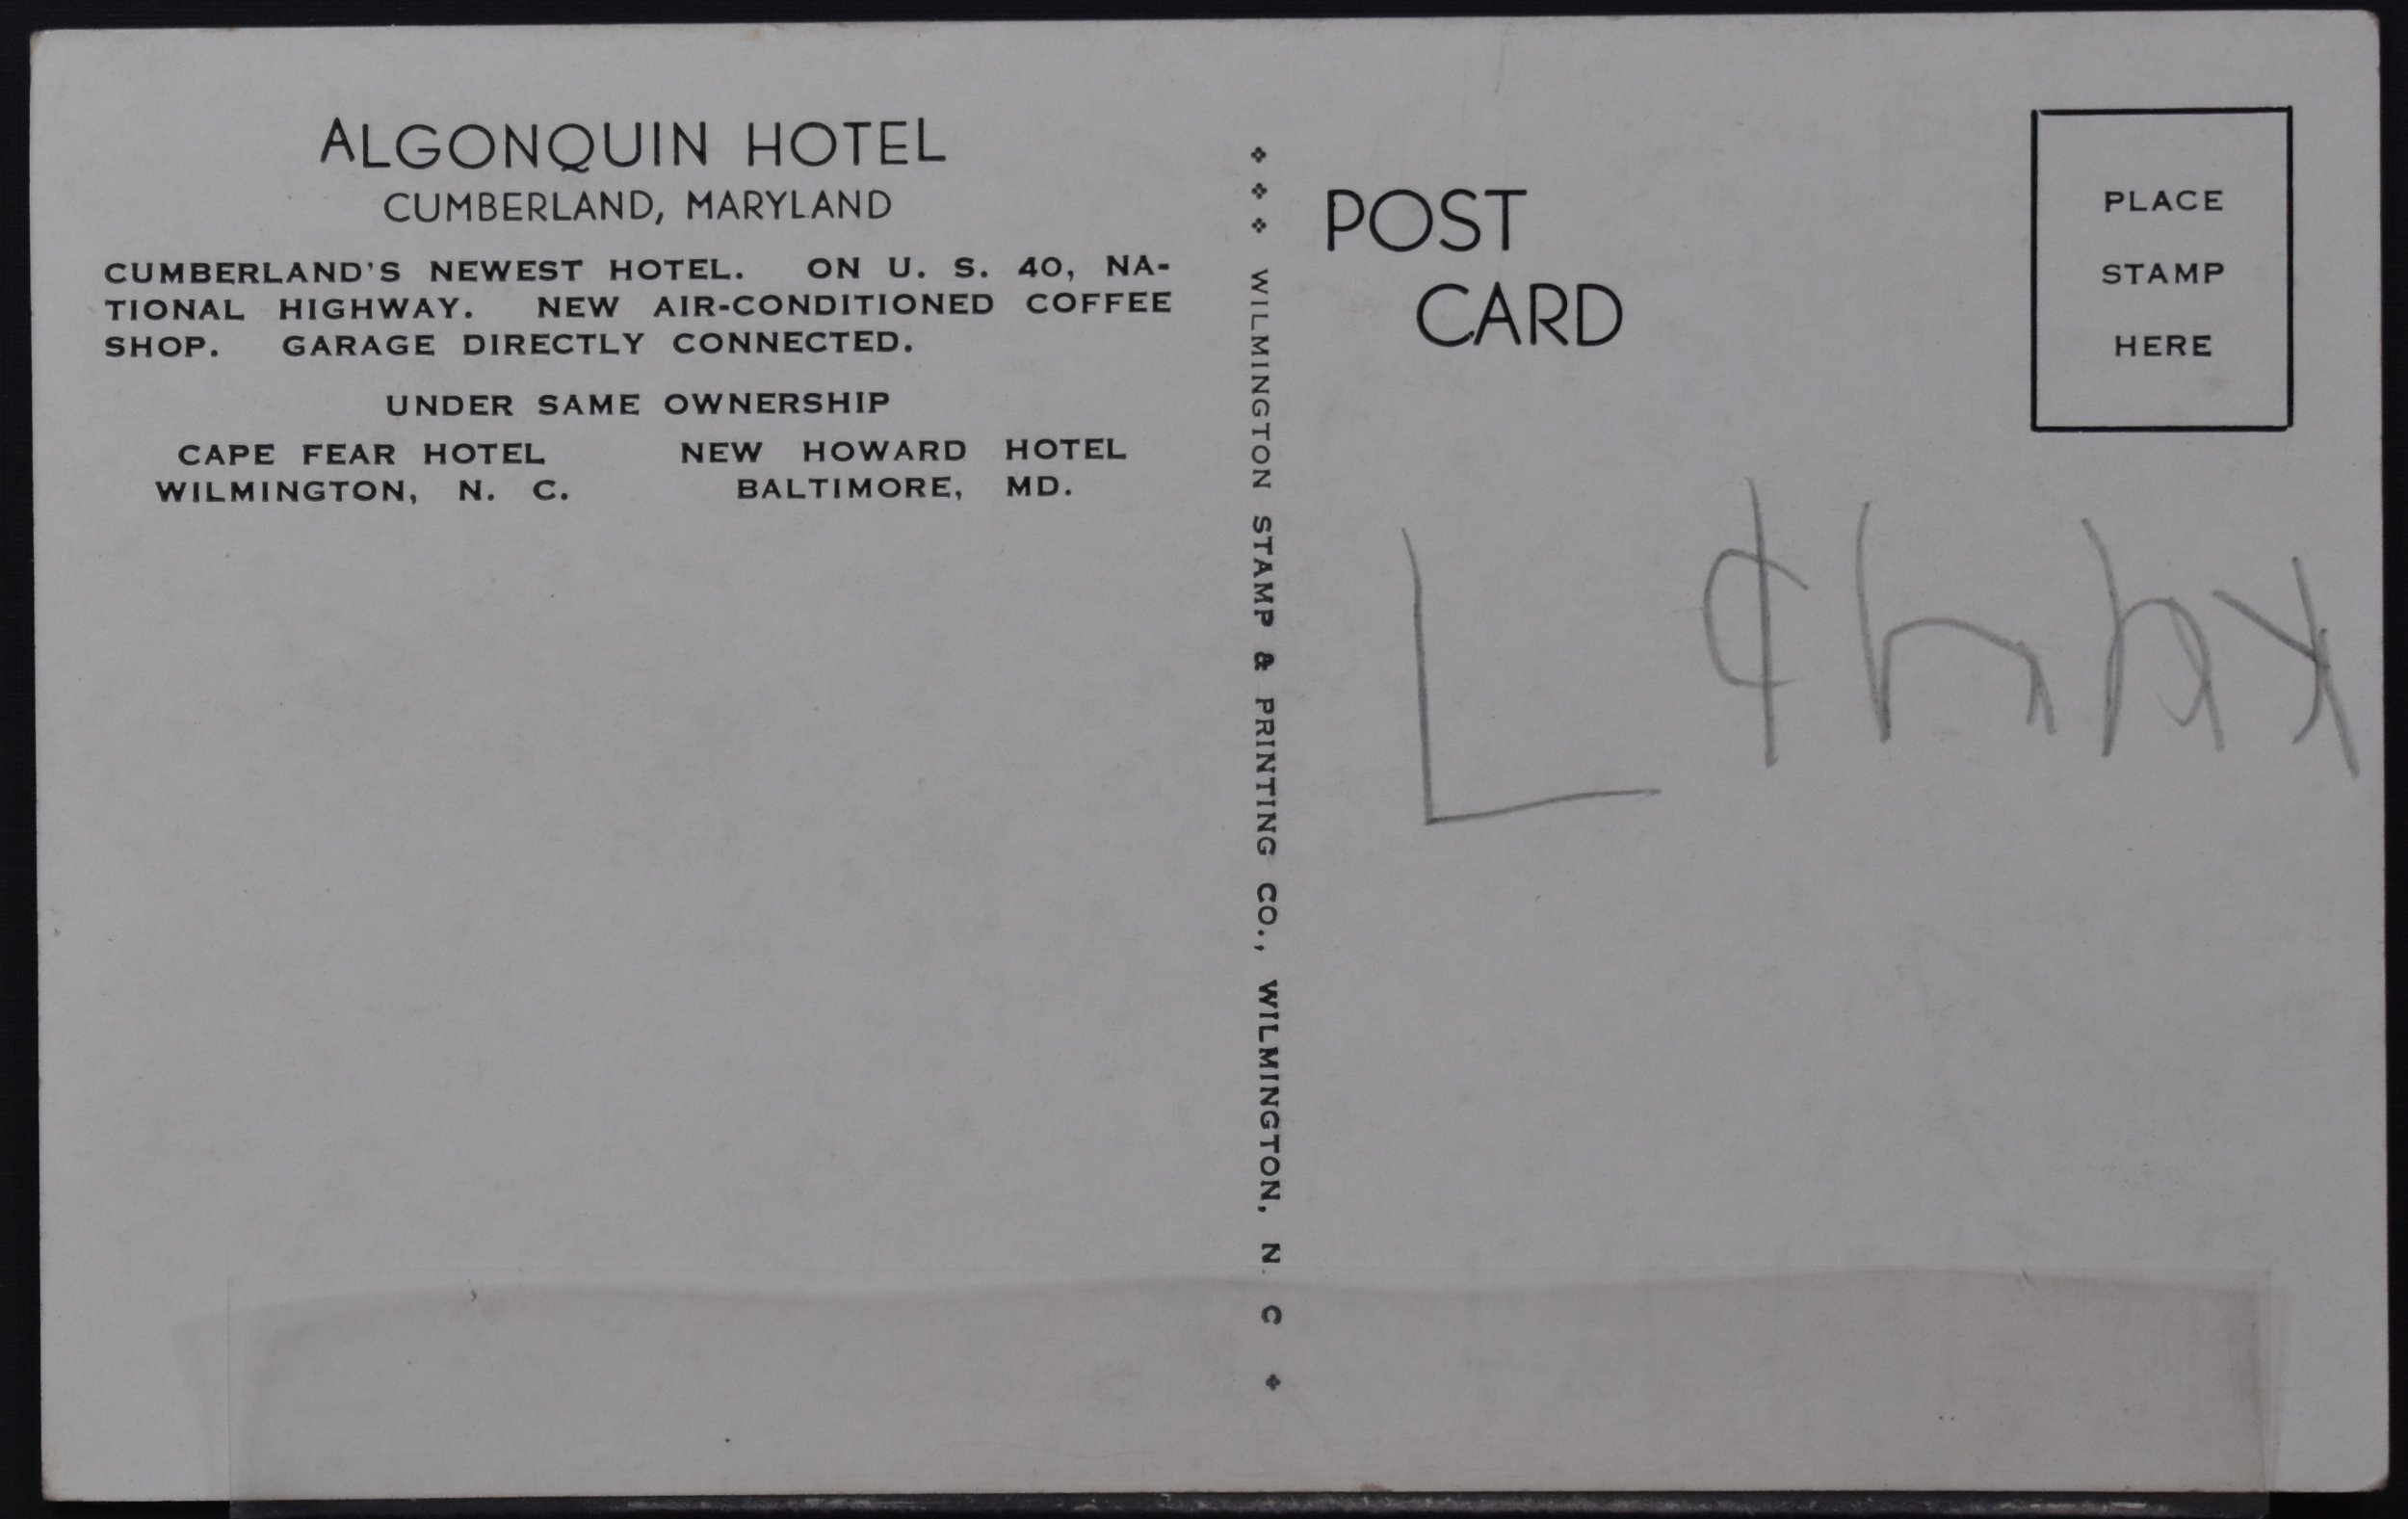 ALGONQUIN HOTEL
CUMBERLAND, MARYLAND
CUMBERLAND'S NEWEST HOTEL. ON U. S. 40, NA-
TIONAL HIGHWAY. NEW AIR-CONDITIONED COFFEE
SHOP. GARAGE DIRECTLY CONNECTED.
UNDER SAME OWNERSHIP
CAPE FEAR HOTEL
WILMINGTON, N. C.
NEW HOWARD HOTEL
BALTIMORE, MD.
WILMINGTON STAMP & PRINTING CO., WILMINGTON, N. C
POST
CARD
PLACE
STAMP
HERE